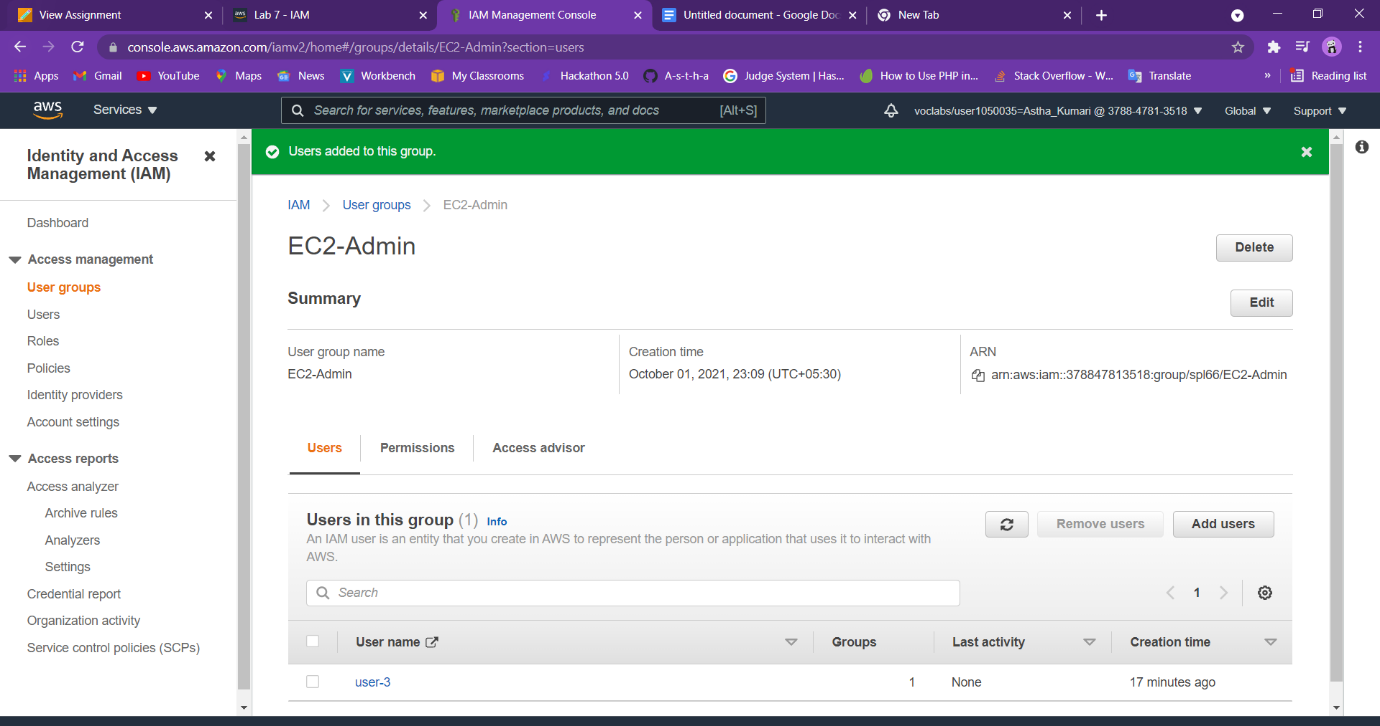 View Assignment
Lab 7 - IAM
IAM Management Console
Untitled document - Google Doc
New Tab
console.aws.amazon.com/iamv2/home#/groups/details/EC2-Admin?section=users
Apps Gmail YouTube Maps News Workbench My Classrooms Hackathon 5.0 A-s-t-h-a Judge System | Has... How to Use PHP in... Stack Overflow - W... Translate » Reading list
aws Services Search for services, features, marketplace products, and docs [Alt+S] voclabs/user1050035=Astha_Kumari @ 3788-4781-3518 Global Support
Identity and Access
Management (IAM)
Dashboard
Access management
User groups
Users
Roles
Policies
Identity providers
Account settings
Access reports
Access analyzer
Archive rules
Analyzers
Settings
Credential report
Organization activity
Service control policies (SCPs)
Users added to this group.
IAM User groups EC2-Admin
EC2-Admin
Delete
Summary
Edit
User group name
EC2-Admin
Creation time
October 01, 2021, 23:09 (UTC+05:30)
ARN
arn:aws:iam::378847813518:group/spl66/EC2-Admin
Users Permissions Access advisor
Users in this group (1) Info
Remove users Add users
An IAM user is an entity that you create in AWS to represent the person or application that uses it to interact with
AWS.
Search
1
User name Groups Last activity Creation time
user-3 1 None 17 minutes ago